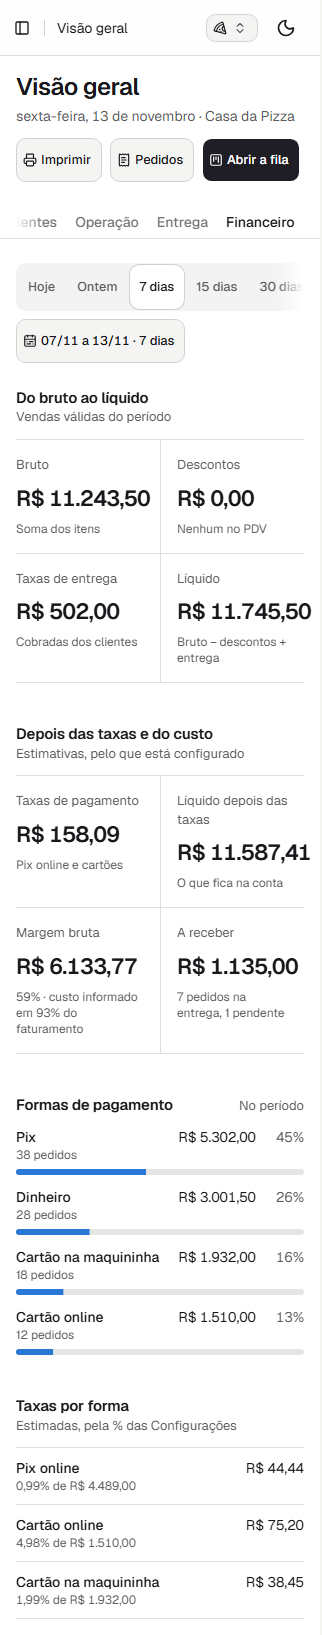 Visão geral
Visão geral
sexta-feira, 13 de novembro · Casa da Pizza
Imprimir
Pedidos
Abrir a fila
entes
Operação
Entrega
Financeiro
Hoje
Ontem
7 dias
15 dias
30 dias
07/11 a 13/11 · 7 dias
Do bruto ao líquido
Vendas válidas do período
Bruto
R$ 11.243,50
Soma dos itens
Descontos
R$ 0,00
Nenhum no PDV
Taxas de entrega
R$ 502,00
Cobradas dos clientes
Líquido
R$ 11.745,50
Bruto – descontos +
entrega
Depois das taxas e do custo
Estimativas, pelo que está configurado
Taxas de pagamento
R$ 158,09
Pix online e cartões
Líquido depois das
taxas
R$ 11.587,41
O que fica na conta
Margem bruta
R$ 6.133,77
59% · custo informado
em 93% do
faturamento
A receber
R$ 1.135,00
7 pedidos na
entrega, 1 pendente
Formas de pagamento
No período
Pix
R$ 5.302,00
45%
38 pedidos
Dinheiro
R$ 3.001,50
26%
28 pedidos
Cartão na maquininha
R$ 1.932,00
16%
18 pedidos
Cartão online
R$ 1.510,00
13%
12 pedidos
Taxas por forma
Estimadas, pela % das Configurações
Pix online
R$ 44,44
0,99% de R$ 4.489,00
Cartão online
R$ 75,20
4,98% de R$ 1.510,00
Cartão na maquininha
R$ 38,45
1,99% de R$ 1.932,00